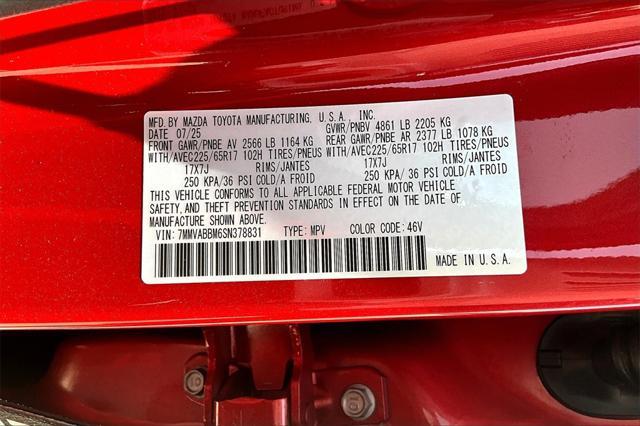 MFD. BY MAZDA TOYOTA MANUFACTURING, U.S.A., INC.
DATE 07/25 GVWR/PNBV 4861 LB 2205 KG
FRONT GAWR/PNBE AV 2566 LB 1164 KG REAR GAWR/PNBE AR 2377 LB 1078 KG
WITH/AVEC225/65R17 102H TIRES/PNEUS WITH/AVEC225/65R17 102H TIRES/PNEUS
17X7J RIMS/JANTES 17X7J RIMS/JANTES
250 KPA/36 PSI COLD/A FROID 250 KPA/36 PSI COLD/A FROID
THIS VEHICLE CONFORMS TO ALL APPLICABLE FEDERAL MOTOR VEHICLE
SAFETY, AND THEFT PREVENTION STANDARDS IN EFFECT ON THE DATE OF
MANUFACTURE SHOWN ABOVE.
VIN: 7MMVABBM6SN378831 TYPE: MPV COLOR CODE: 46V
MADE IN U.S.A.